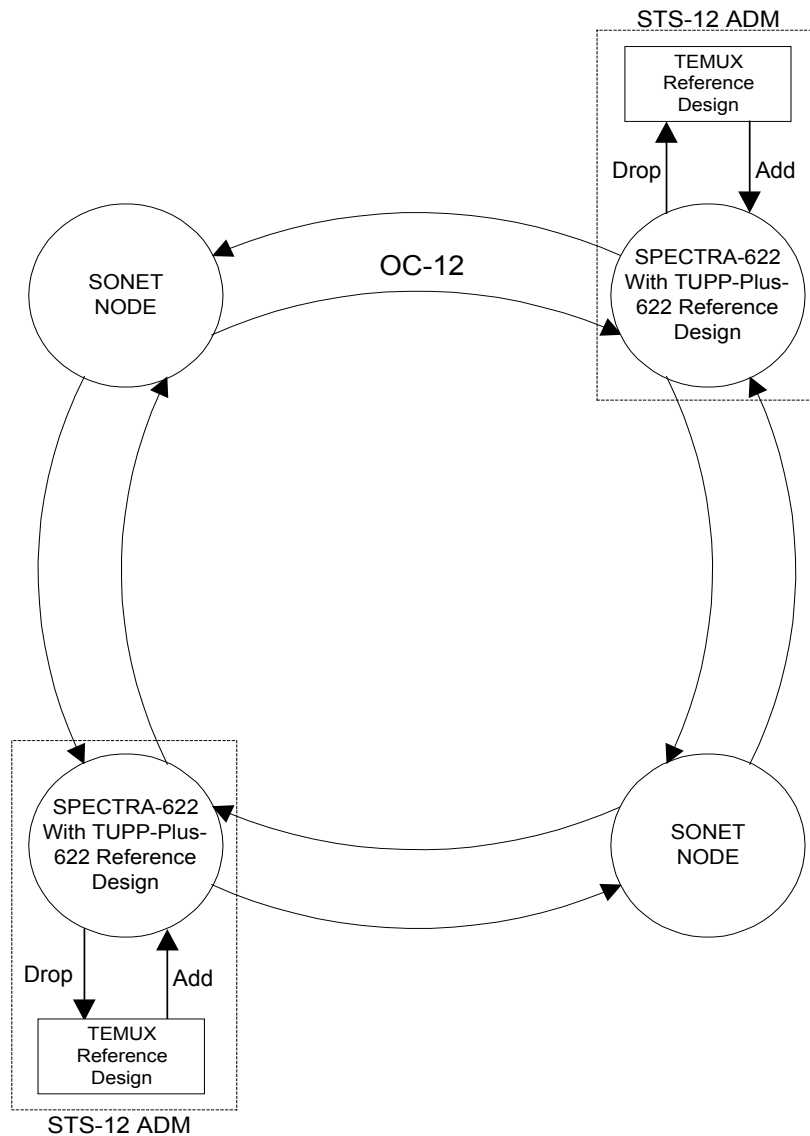 STS-12 ADM
TEMUX
Reference
Design
Drop
Add
SONET
NODE
OC-12
SPECTRA-622
With TUPP-Plus-
622 Reference
Design
SPECTRA-622
With TUPP-Plus-
622 Reference
Design
SONET
NODE
Drop
Add
TEMUX
Reference
Design
STS-12 ADM